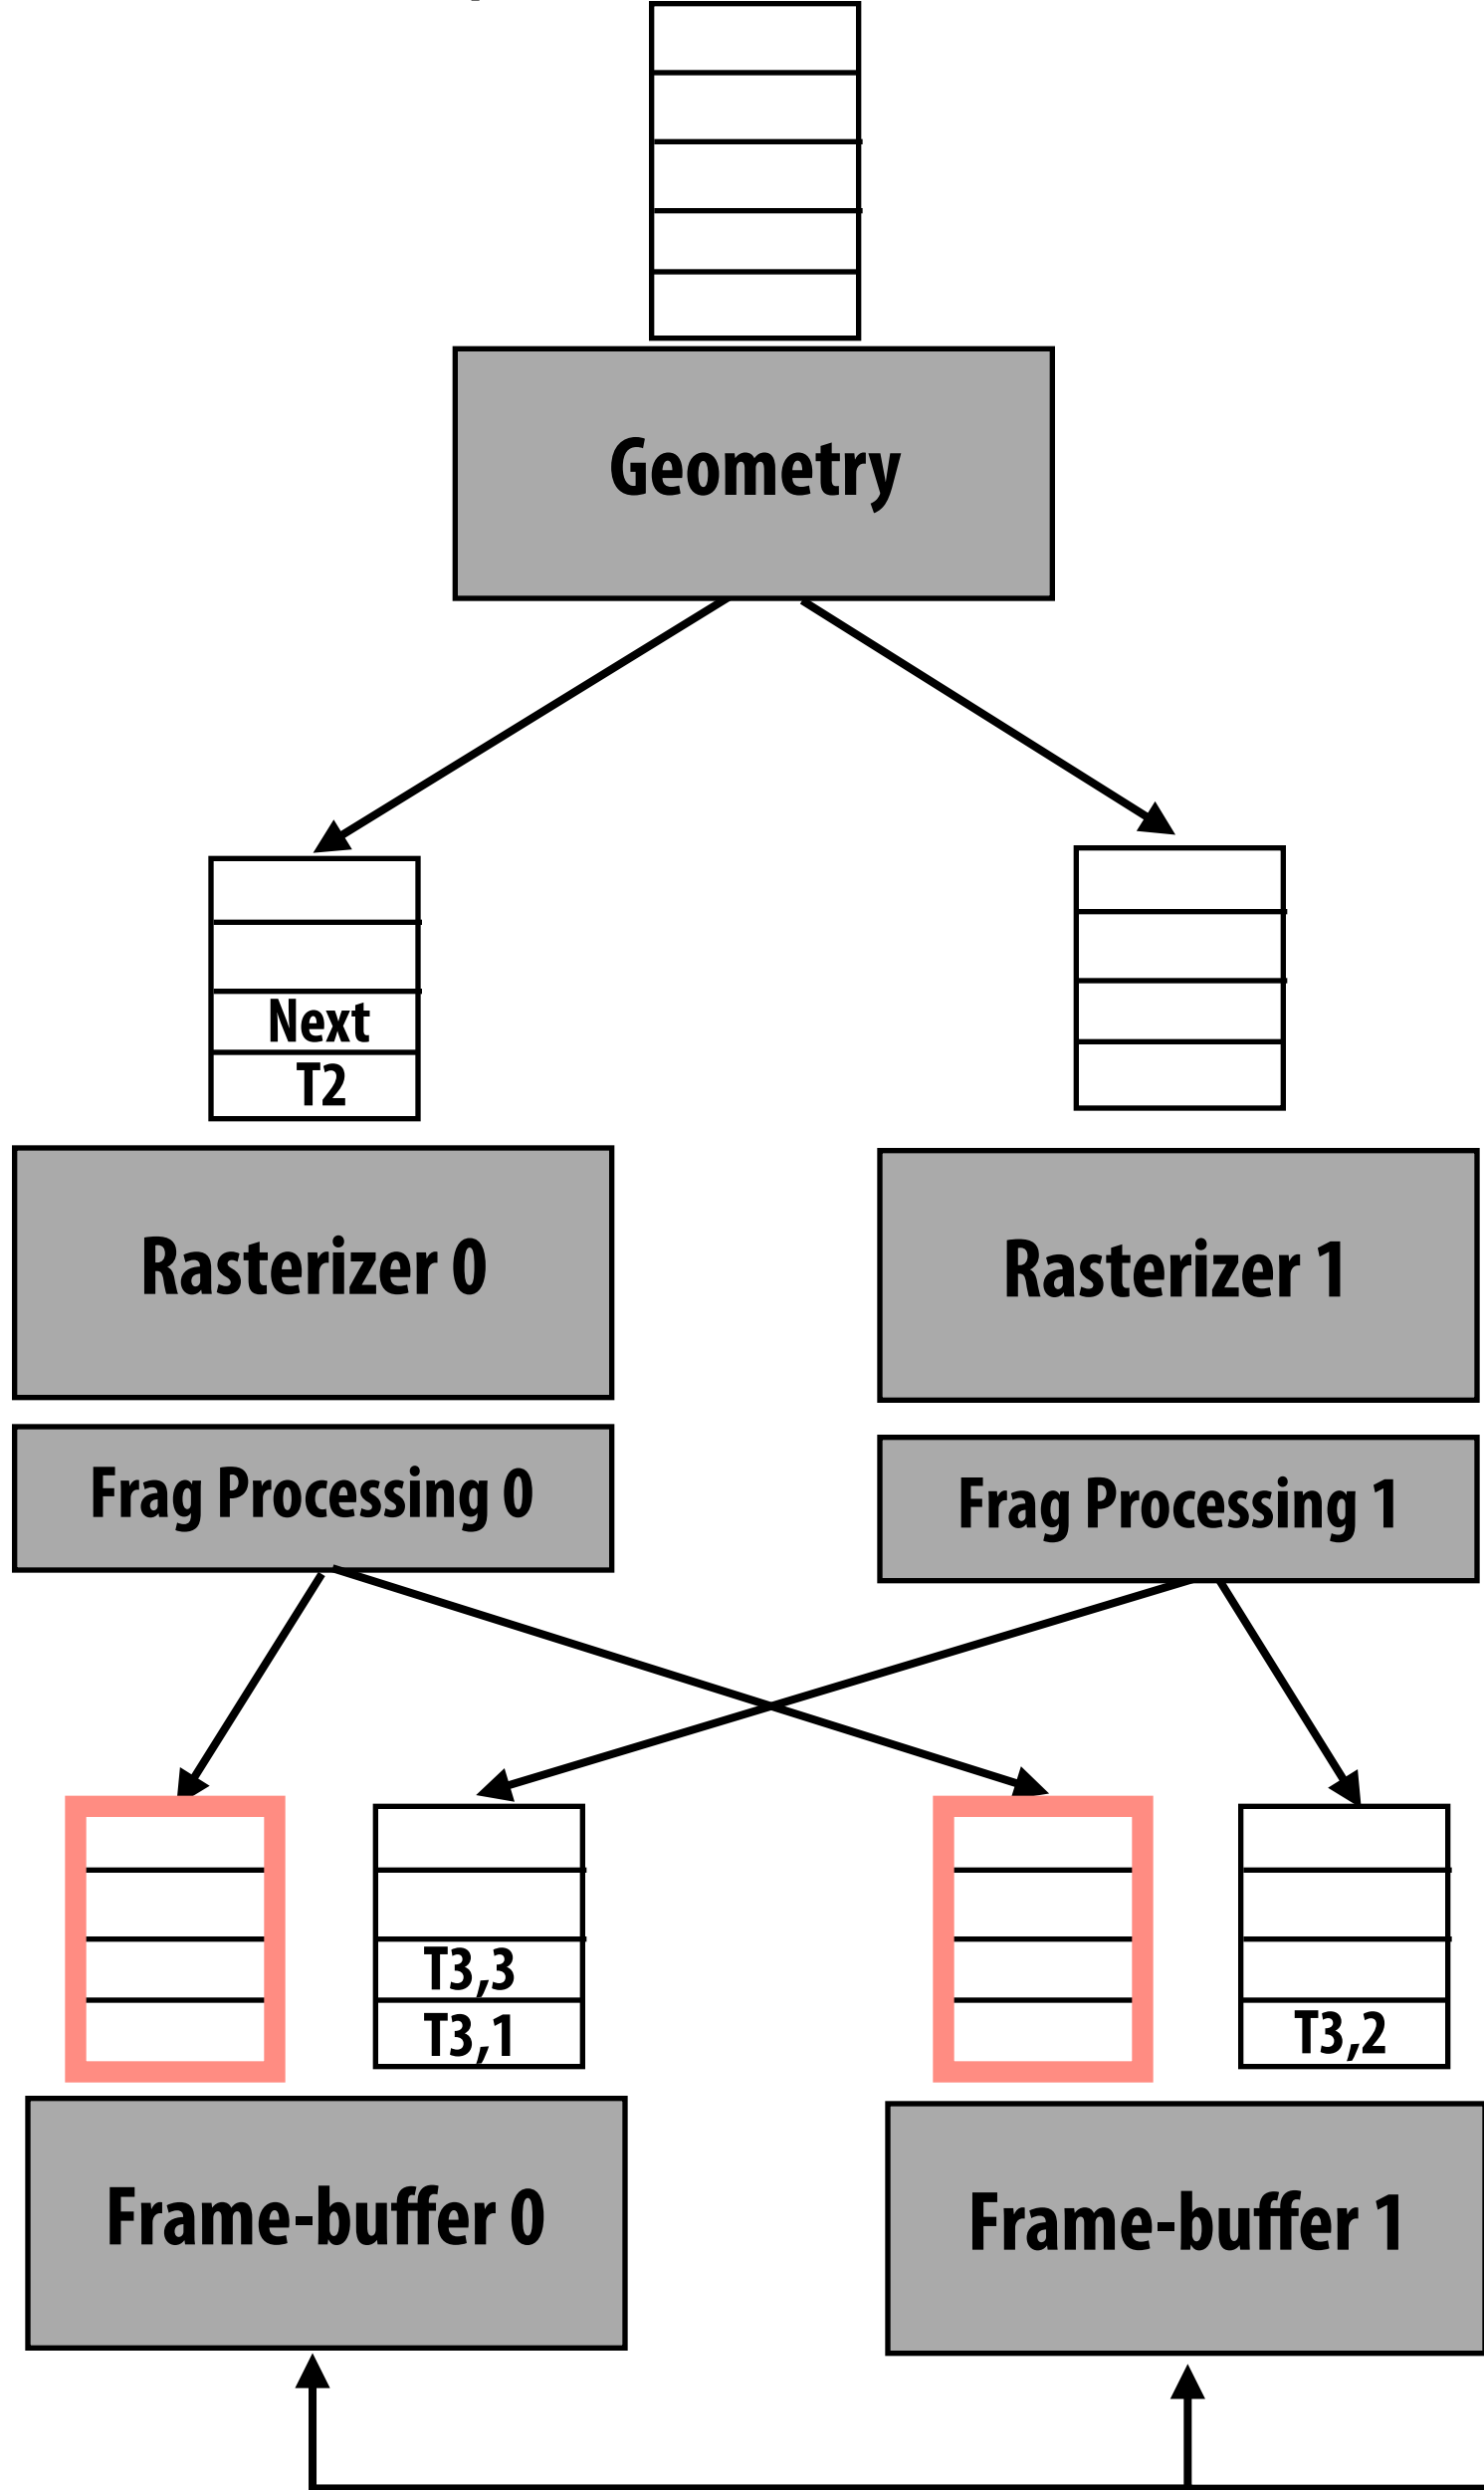 Geometry
Next
T2
Rasterizer 0
Rasterizer 1
Frag Processing 0
Frag Processing 1
T3,3
T3,1
T3,2
Frame-buffer 0
Frame-buffer 1